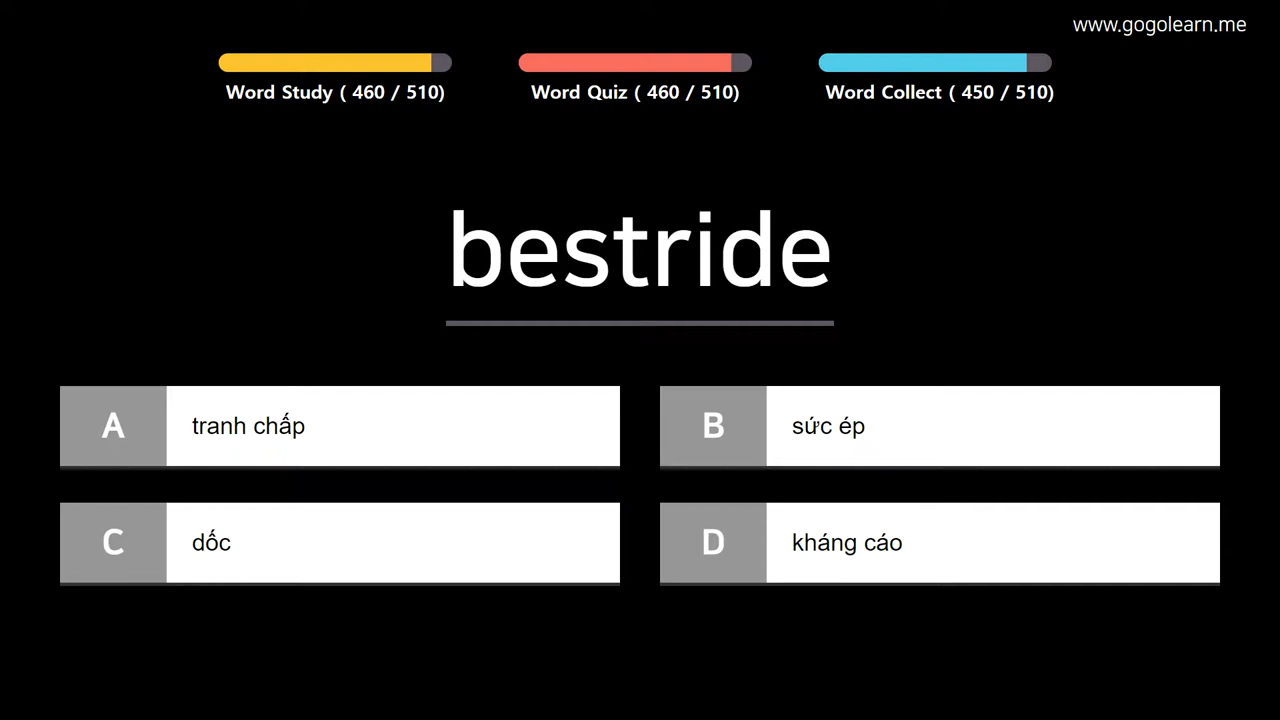 www.gogolearn.me
Word Study ( 460 / 510)
Word Quiz ( 460 / 510)
Word Collect ( 450 / 510)
bestride
A tranh chấp
B sức ép
C dốc
D kháng cáo